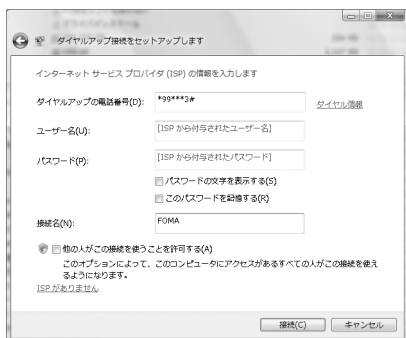 ダイヤルアップ接続をセットアップします
インターネット サービス プロバイダ (ISP) の情報を入力します
ダイヤルアップの電話番号(D): *99***3# ダイヤル情報
ユーザー名(U): [ISP から付与されたユーザー名]
パスワード(P): [ISP から付与されたパスワード]
パスワードの文字を表示する(S)
このパスワードを記憶する(R)
接続名(N): FOMA
他の人がこの接続を使うことを許可する(A)
このオプションによって、このコンピュータにアクセスがあるすべての人がこの接続を使え
るようになります。
ISP がありません
接続(C) キャンセル